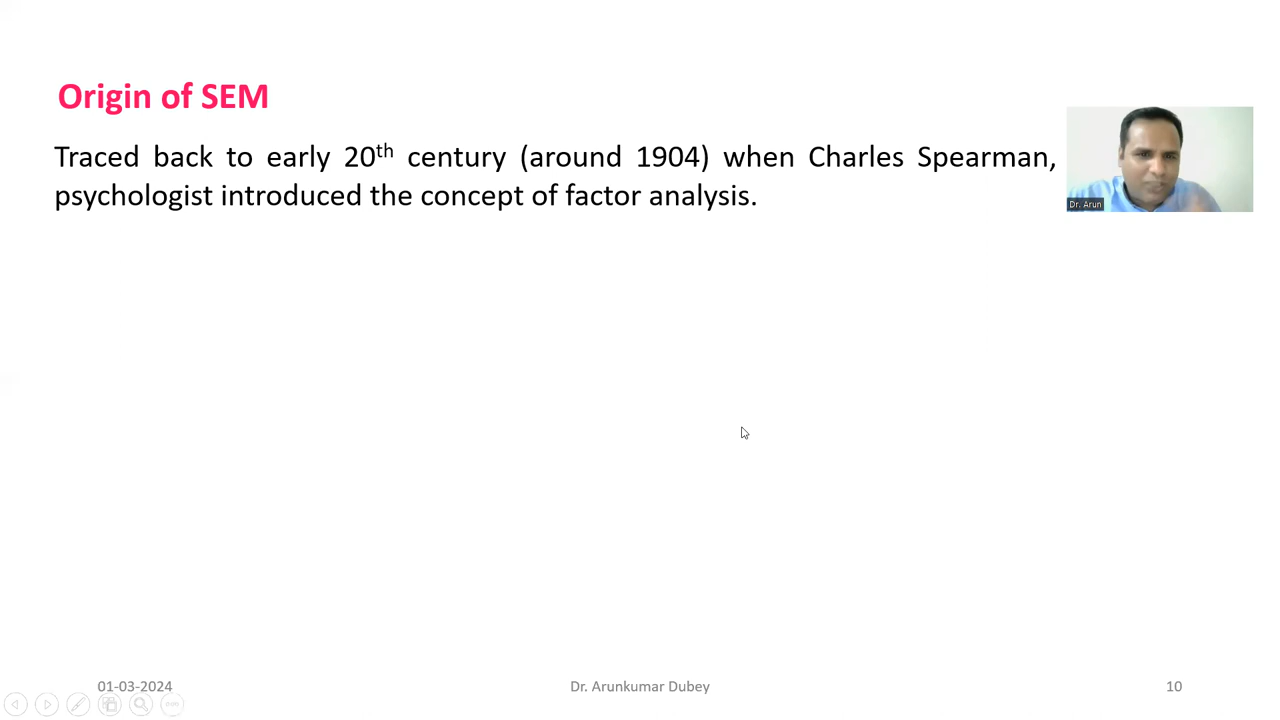 Origin of SEM
Traced back to early 20th century (around 1904) when Charles Spearman,
psychologist introduced the concept of factor analysis.
Dr. Arun
01-03-2024
Dr. Arunkumar Dubey
10